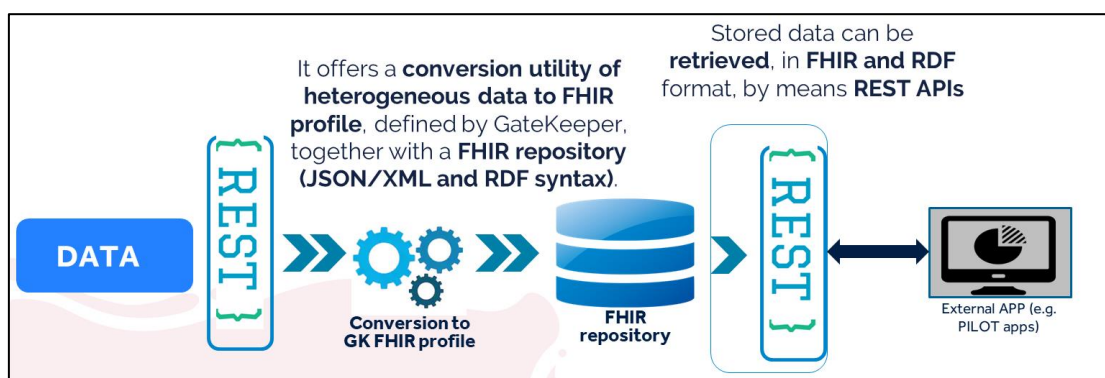 It offers a conversion utility of
heterogeneous data to FHIR
profile, defined by GateKeeper,
together with a FHIR repository
(JSON/XML and RDF syntax).
Stored data can be
retrieved, in FHIR and RDF
format, by means REST APIs
DATA
{ REST }
Conversion to
GK FHIR profile
FHIR
repository
{ REST }
External APP (e.g.
PILOT apps)